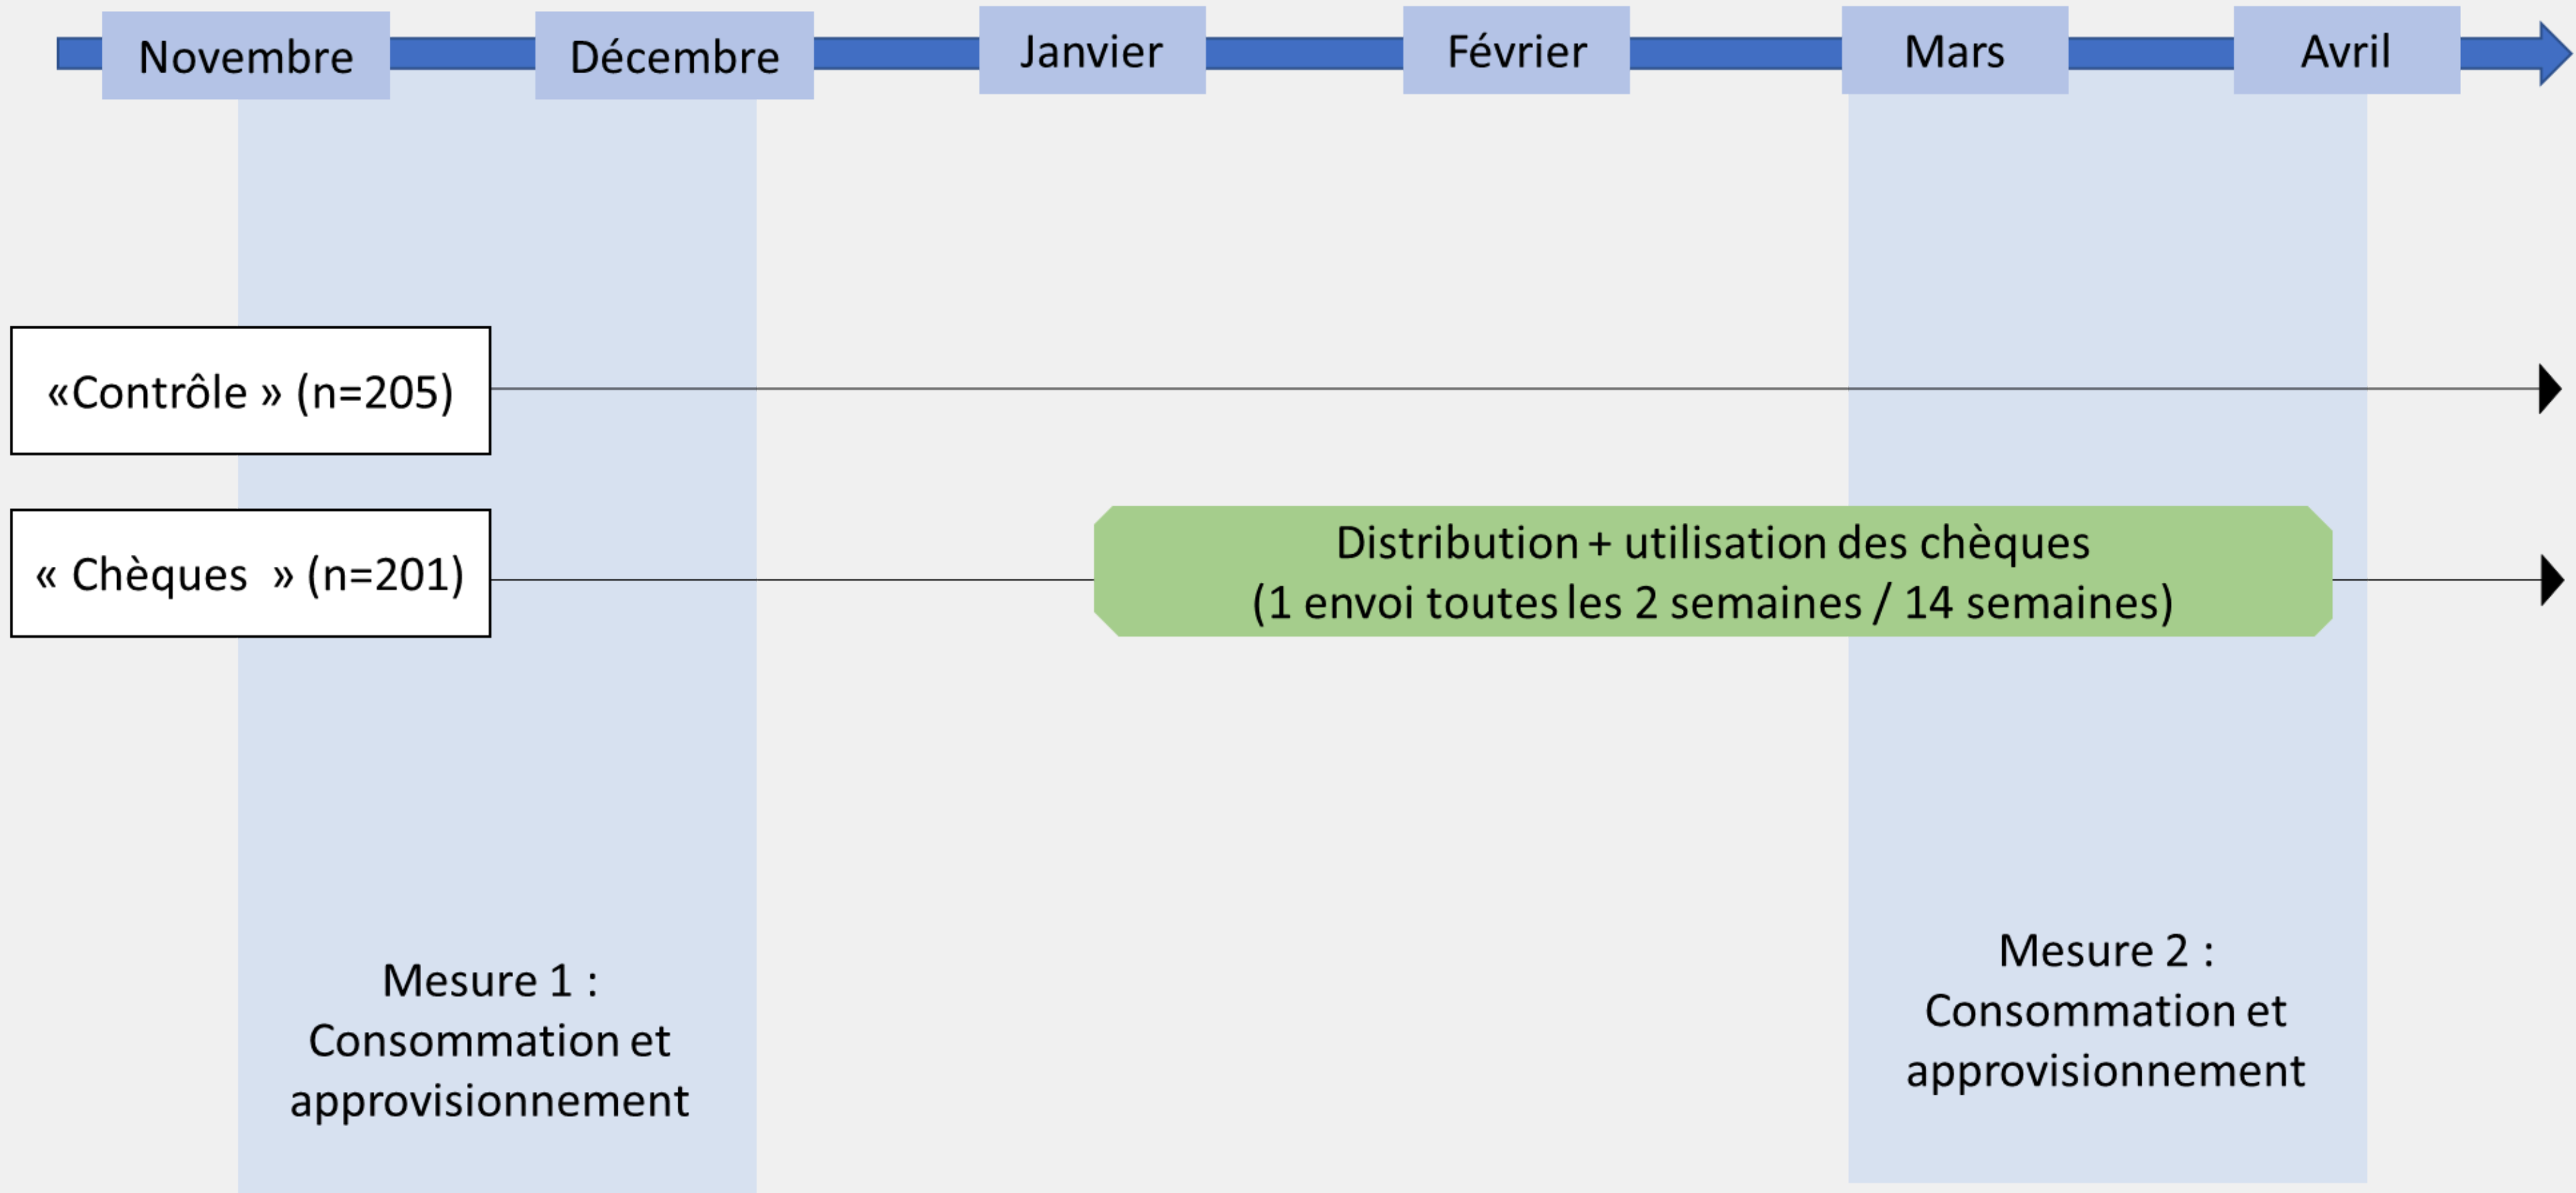 Novembre
Décembre
Janvier
Février
Mars
Avril
«Contrôle » (n=205)
« Chèques  » (n=201)
Distribution + utilisation des chèques
(1 envoi toutes les 2 semaines / 14 semaines)
Mesure 1 :
Consommation et
approvisionnement
Mesure 2 :
Consommation et
approvisionnement